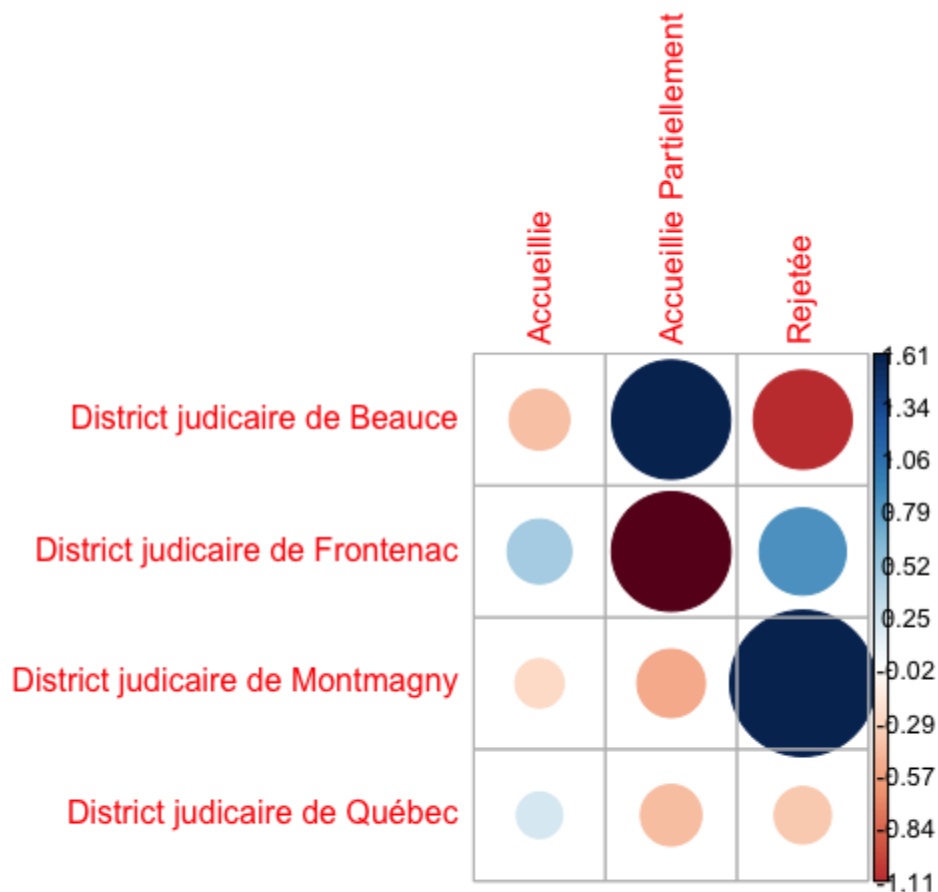 Accueillie
Accueillie Partiellement
Rejetée
District judicaire de Beauce
District judicaire de Frontenac
District judicaire de Montmagny
District judicaire de Québec
1.61
1.34
1.06
0.79
0.52
0.25
-0.02
-0.29
-0.57
-0.84
-1.11